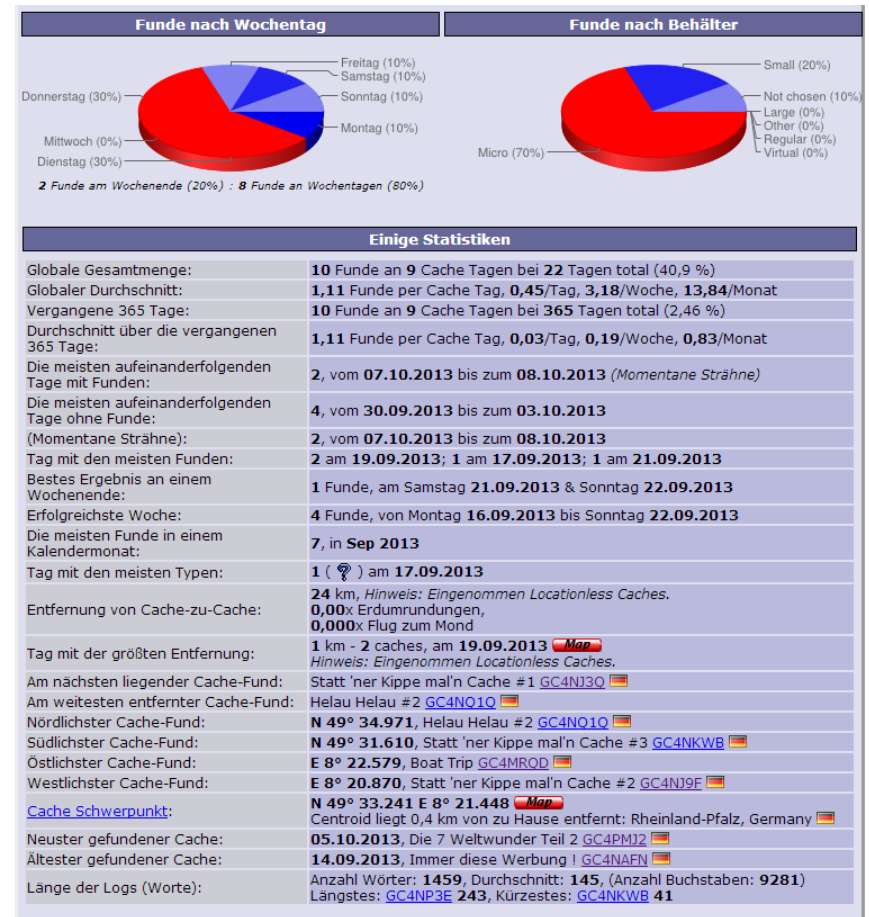 Funde nach Wochentag
Funde nach Behälter
Freitag (10%)
Samstag (10%)
Donnerstag (30%)
Sonntag (10%)
Montag (10%)
Mittwoch (0%)
Dienstag (30%)
2 Funde am Wochenende (20%) : 8 Funde an Wochentagen (80%)
Small (20%)
Not chosen (10%)
Large (0%)
Other (0%)
Regular (0%)
Virtual (0%)
Micro (70%)
Einige Statistiken
Globale Gesamtmenge: 10 Funde an 9 Cache Tagen bei 22 Tagen total (40,9 %)
Globaler Durchschnitt: 1,11 Funde per Cache Tag, 0,45/Tag, 3,18/Woche, 13,84/Monat
Vergangene 365 Tage: 10 Funde an 9 Cache Tagen bei 365 Tagen total (2,46 %)
Durchschnitt über die vergangenen
365 Tage:
1,11 Funde per Cache Tag, 0,03/Tag, 0,19/Woche, 0,83/Monat
Die meisten aufeinanderfolgenden
Tage mit Funden:
2, vom 07.10.2013 bis zum 08.10.2013 (Momentane Strähne)
Die meisten aufeinanderfolgenden
Tage ohne Funde:
4, vom 30.09.2013 bis zum 03.10.2013
(Momentane Strähne): 2, vom 07.10.2013 bis zum 08.10.2013
Tag mit den meisten Funden: 2 am 19.09.2013; 1 am 17.09.2013; 1 am 21.09.2013
Bestes Ergebnis an einem
Wochenende:
1 Funde, am Samstag 21.09.2013 & Sonntag 22.09.2013
Erfolgreichste Woche: 4 Funde, von Montag 16.09.2013 bis Sonntag 22.09.2013
Die meisten Funde in einem
Kalendermonat:
7, in Sep 2013
Tag mit den meisten Typen: 1 ( ? ) am 17.09.2013
Entfernung von Cache-zu-Cache:
24 km, Hinweis: Eingenommen Locationless Caches.
0,00x Erdumrundungen,
0,000x Flug zum Mond
Tag mit der größten Entfernung:
1 km - 2 caches, am 19.09.2013 Map
Hinweis: Eingenommen Locationless Caches.
Am nächsten liegender Cache-Fund: Statt 'ner Kippe mal'n Cache #1 GC4NJ3Q
Am weitesten entfernter Cache-Fund: Helau Helau #2 GC4NQ1Q
Nördlichster Cache-Fund: N 49° 34.971, Helau Helau #2 GC4NQ1Q
Südlichster Cache-Fund: N 49° 31.610, Statt 'ner Kippe mal'n Cache #3 GC4NKWB
Östlichster Cache-Fund: E 8° 22.579, Boat Trip GC4MRQD
Westlichster Cache-Fund: E 8° 20.870, Statt 'ner Kippe mal'n Cache #2 GC4NJ9F
Cache Schwerpunkt:
N 49° 33.241 E 8° 21.448 Map
Centroid liegt 0,4 km von zu Hause entfernt: Rheinland-Pfalz, Germany
Neuster gefundener Cache: 05.10.2013, Die 7 Weltwunder Teil 2 GC4PMJ2
Ältester gefundener Cache: 14.09.2013, Immer diese Werbung ! GC4NAFN
Länge der Logs (Worte):
Anzahl Wörter: 1459, Durchschnitt: 145, (Anzahl Buchstaben: 9281)
Längstes: GC4NP3E 243, Kürzestes: GC4NKWB 41